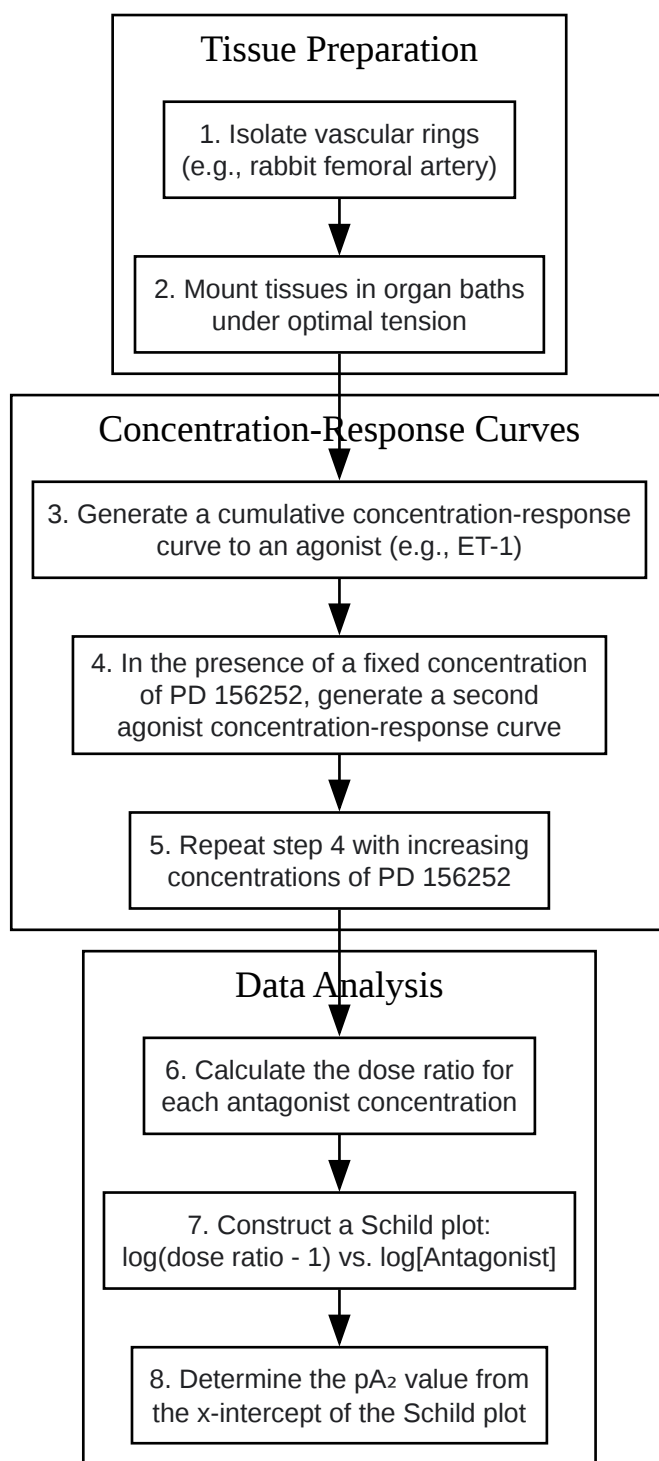 Tissue Preparation
1. Isolate vascular rings
(e.g., rabbit femoral artery)
2. Mount tissues in organ baths
under optimal tension
Concentration-Response Curves
3. Generate a cumulative concentration-response
curve to an agonist (e.g., ET-1)
4. In the presence of a fixed concentration
of PD 156252, generate a second
agonist concentration-response curve
5. Repeat step 4 with increasing
concentrations of PD 156252
Data Analysis
6. Calculate the dose ratio for
each antagonist concentration
7. Construct a Schild plot:
log(dose ratio - 1) vs. log[Antagonist]
8. Determine the pA₂ value from
the x-intercept of the Schild plot